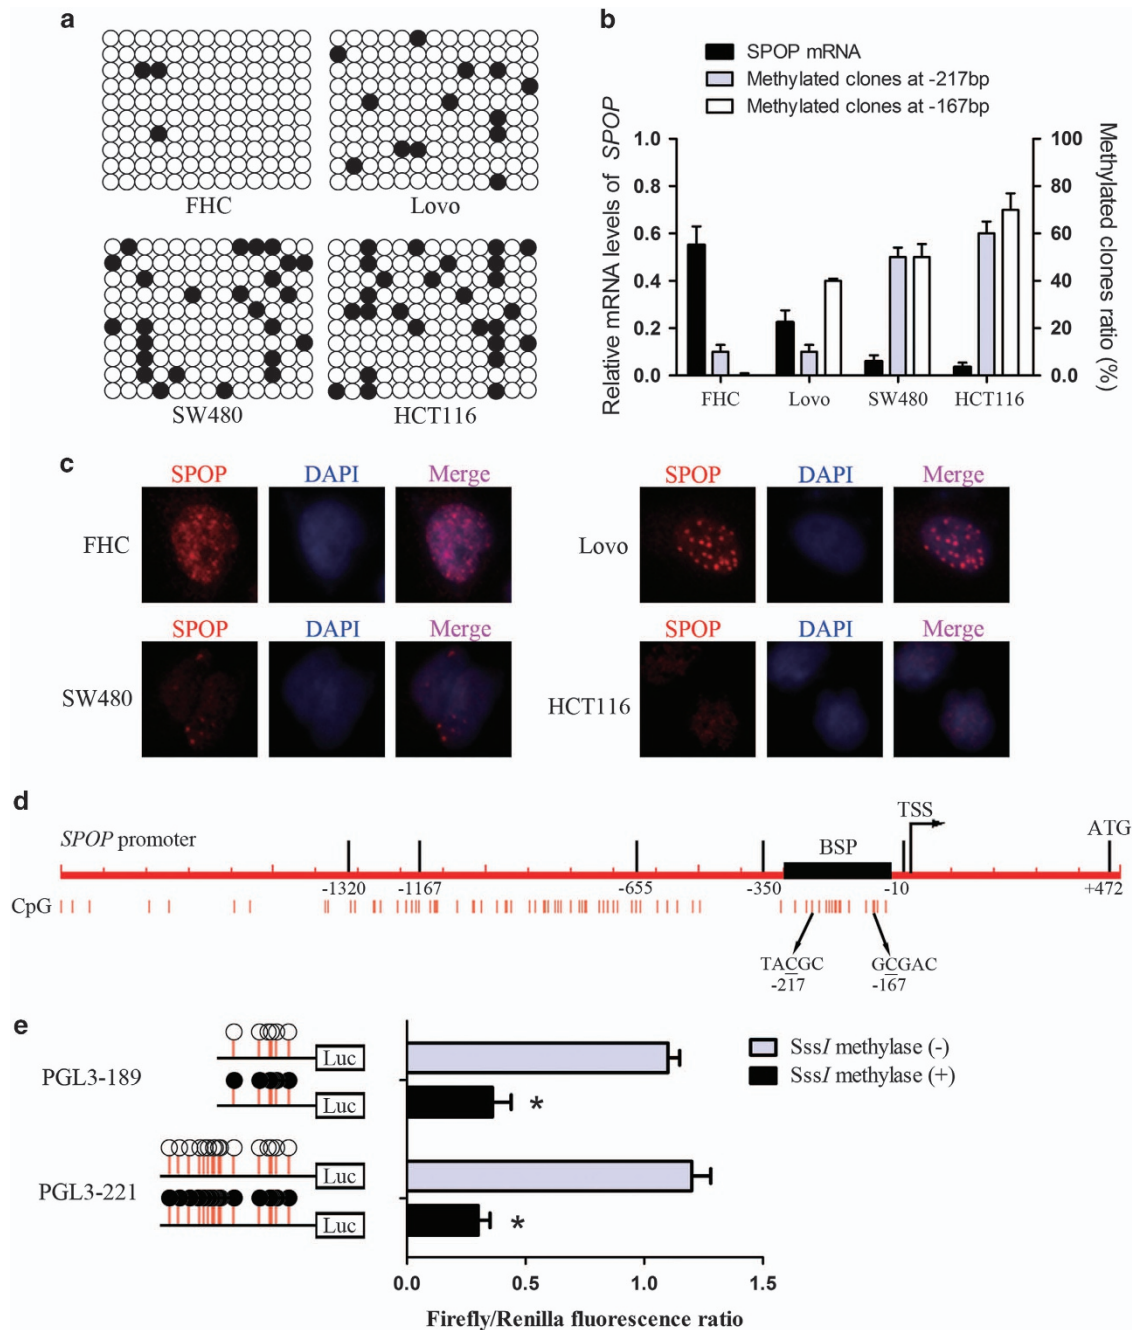 a
FHC
Lovo
SW480
HCT116
b
SPOP mRNA
Methylated clones at -217bp
Methylated clones at -167bp
Relative mRNA levels of SPOP
1.0
0.8
0.6
0.4
0.2
0.0
Methylated clones ratio (%)
100
80
60
40
20
0.0
FHC Lovo SW480 HCT116
c
SPOP DAPI Merge
FHC
SPOP DAPI Merge
Lovo
SPOP DAPI Merge
SW480
SPOP DAPI Merge
HCT116
d
SPOP promoter
BSP
TSS
ATG
-1320 -1167 -655 -350 -10 +472
CpG
TACGC
-217
GCGAC
-167
e
PGL3-189
Luc
Luc
PGL3-221
Luc
Luc
SssI methylase (-)
SssI methylase (+)
*
*
0.0 0.5 1.0 1.5
Firefly/Renilla fluorescence ratio